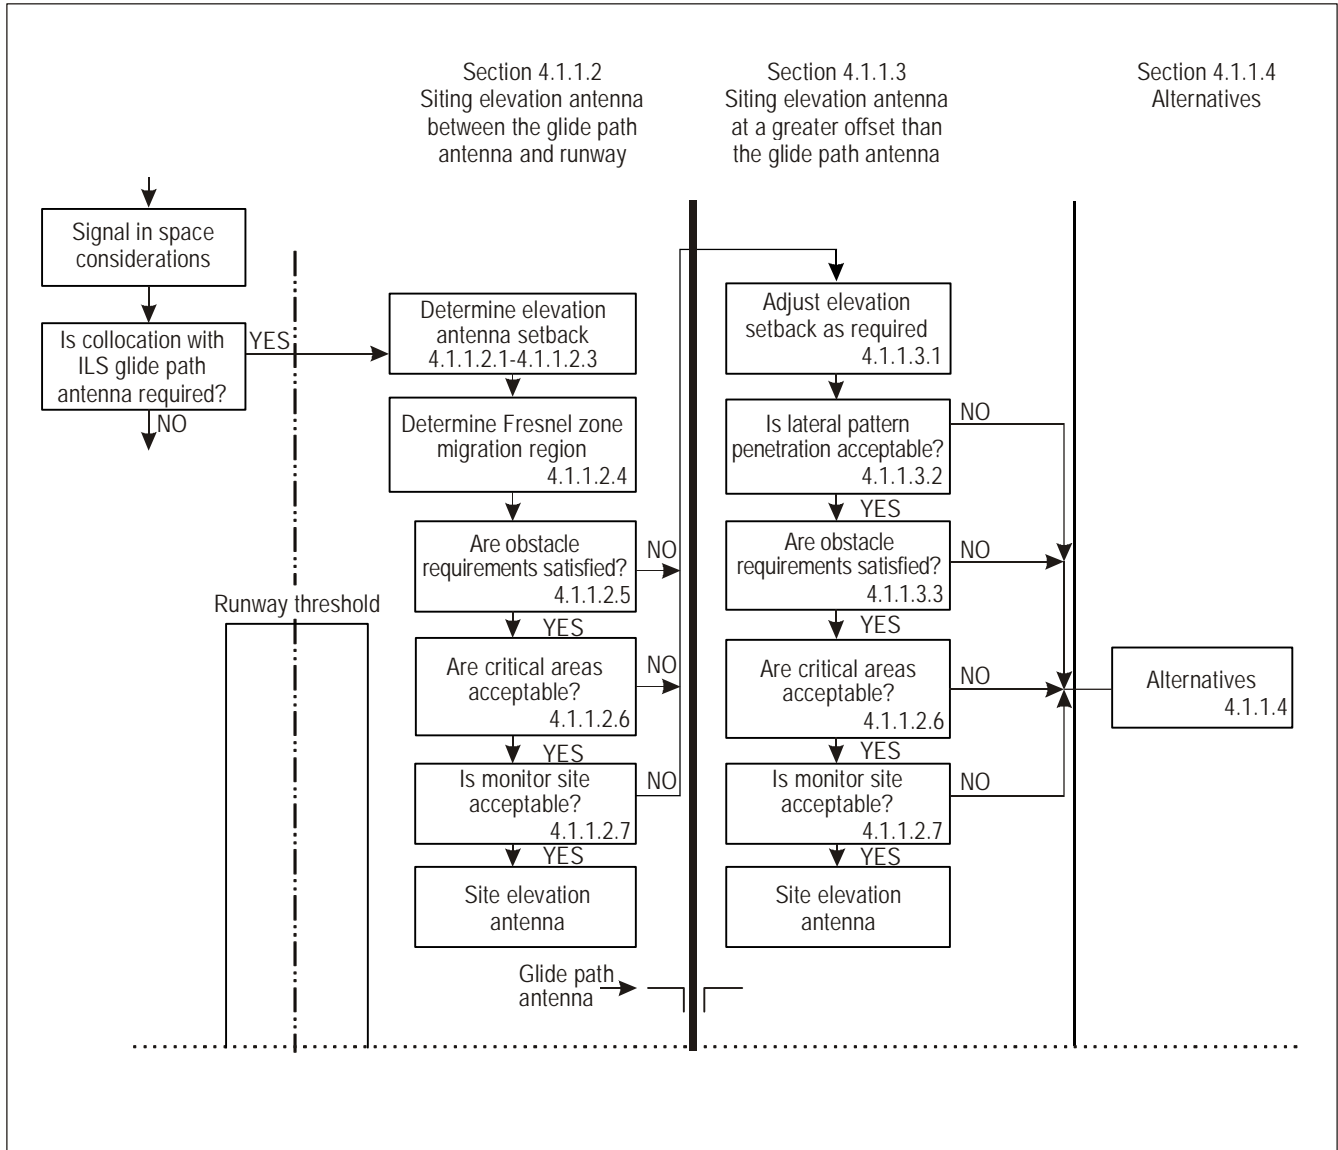 Section 4.1.1.2
Siting elevation antenna
between the glide path
antenna and runway
Section 4.1.1.3
Siting elevation antenna
at a greater offset than
the glide path antenna
Section 4.1.1.4
Alternatives
Signal in space
considerations
Is collocation with
ILS glide path
antenna required?
YES
NO
Runway threshold
Determine elevation
antenna setback
4.1.1.2.1-4.1.1.2.3
Determine Fresnel zone
migration region
4.1.1.2.4
Are obstacle
requirements satisfied?
4.1.1.2.5
NO
YES
Are critical areas
acceptable?
4.1.1.2.6
NO
YES
Is monitor site
acceptable?
4.1.1.2.7
NO
YES
Site elevation
antenna
Glide path
antenna
Adjust elevation
setback as required
4.1.1.3.1
Is lateral pattern
penetration acceptable?
4.1.1.3.2
NO
YES
Are obstacle
requirements satisfied?
4.1.1.3.3
NO
YES
Are critical areas
acceptable?
4.1.1.2.6
NO
YES
Is monitor site
acceptable?
4.1.1.2.7
NO
YES
Site elevation
antenna
Alternatives
4.1.1.4